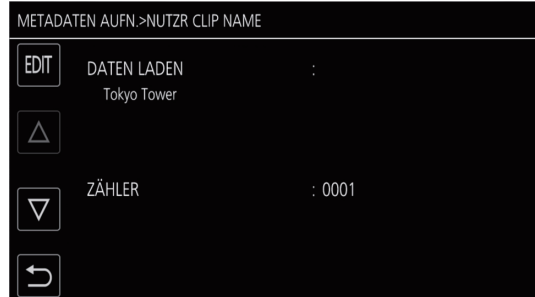 METADATEN AUFN.>NUTZR CLIP NAME
EDIT
DATEN LADEN :
Tokyo Tower
ZÄHLER : 0001